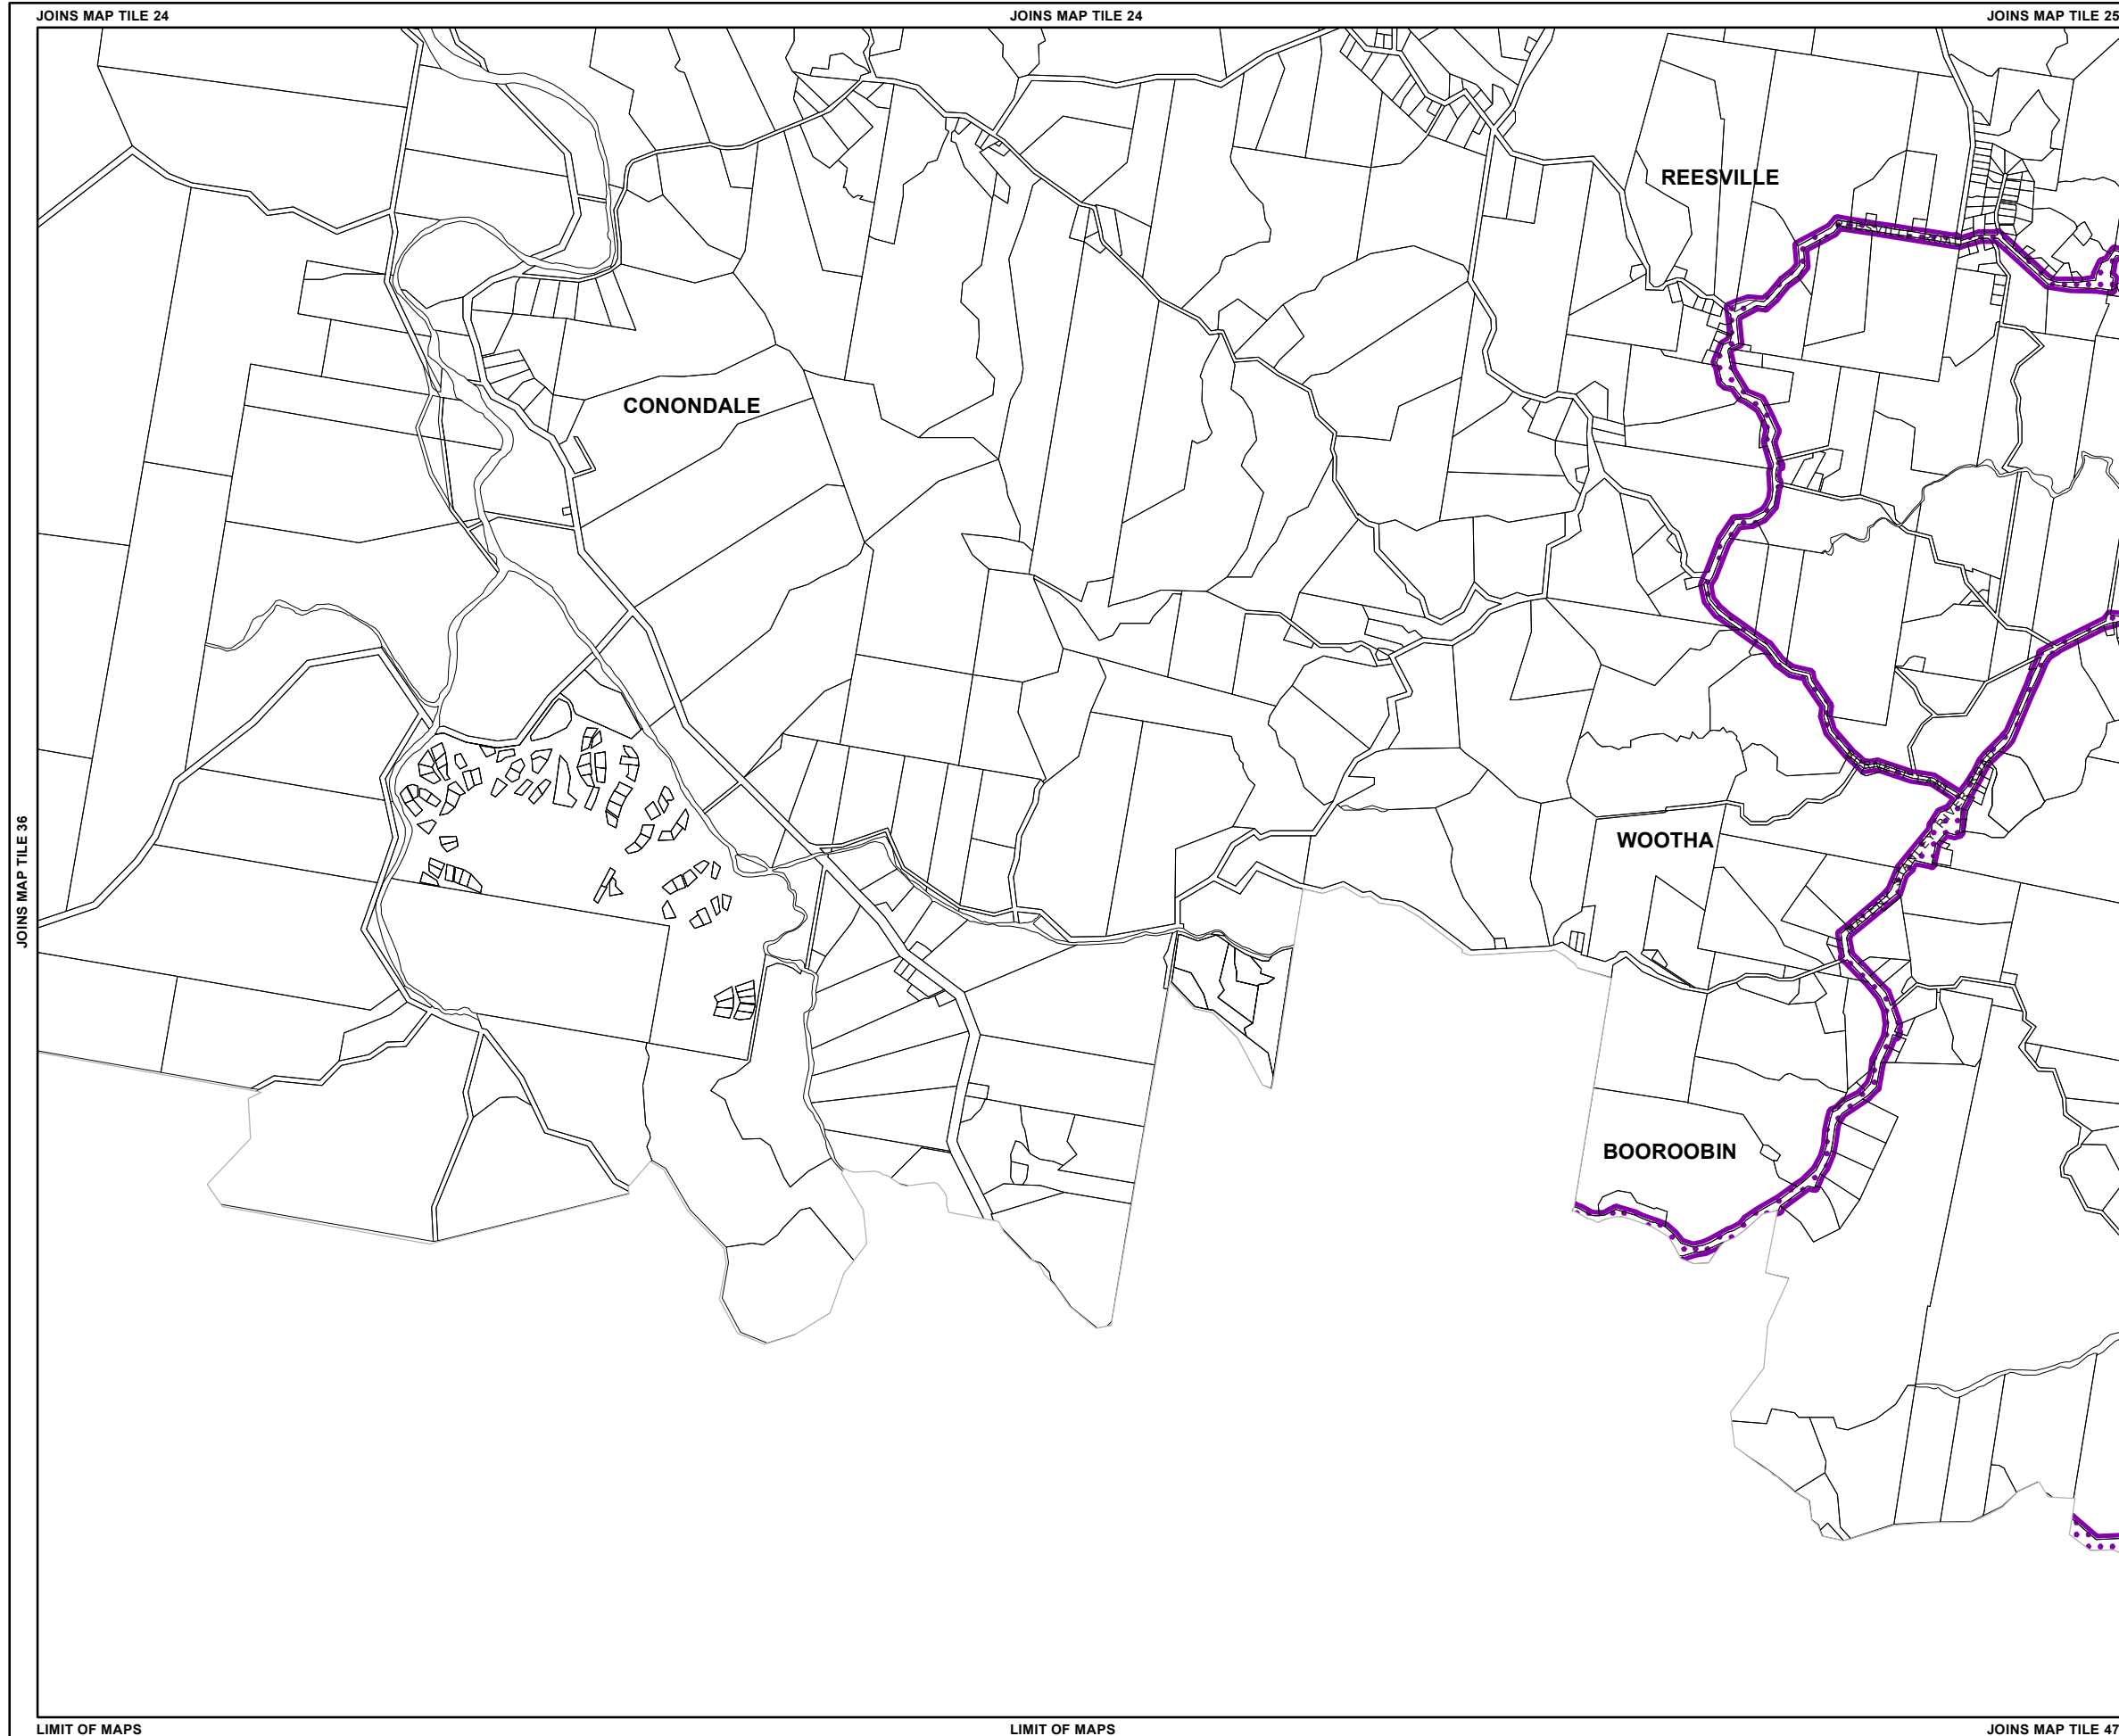 JOINS MAP TILE 24
JOINS MAP TILE 24
JOINS MAP TILE 25
REESVILLE
CONONDALE
JOINS MAP TILE 36
WOOTHA
BOOROOBIN
LIMIT OF MAPS
LIMIT OF MAPS
JOINS MAP TILE 47